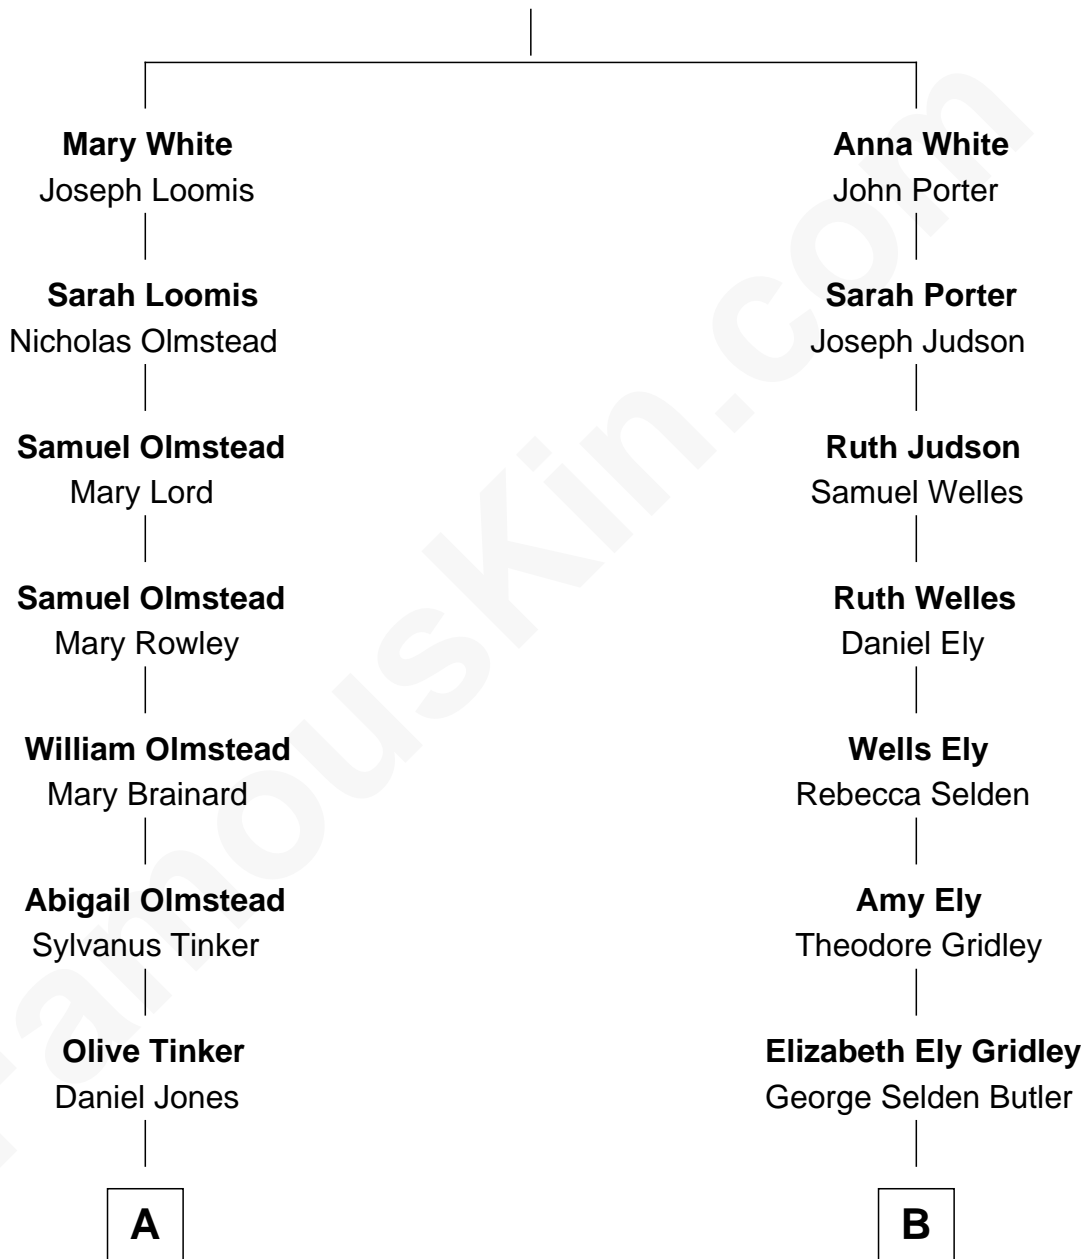 Mary White
Joseph Loomis
Sarah Loomis
Nicholas Olmstead
Samuel Olmstead
Mary Lord
Samuel Olmstead
Mary Rowley
William Olmstead
Mary Brainard
Abigail Olmstead
Sylvanus Tinker
Olive Tinker
Daniel Jones
A
Anna White
John Porter
Sarah Porter
Joseph Judson
Ruth Judson
Samuel Welles
Ruth Welles
Daniel Ely
Wells Ely
Rebecca Selden
Amy Ely
Theodore Gridley
Elizabeth Ely Gridley
George Selden Butler
B
FamousKin.com